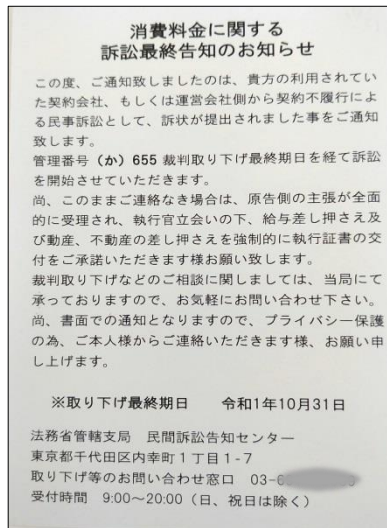 消費料金に関する
訴訟最終告知のお知らせ
この度、ご通知致しましたのは、貴方の利用されてい
た契約会社、もしくは運営会社側から契約不履行によ
る民事訴訟として、訴状が提出されました事をご通知
致します。
管理番号(か)655 裁判取り下げ最終期日を経て訴訟
を開始させていただきます。
尚、このままご連絡なき場合は、原告側の主張が全面
的に受理され、執行官立会いの下、給与差し押さえ及
び動産、不動産の差し押さえを強制的に執行証書の交
付をご承諾いただきます様お願い致します。
裁判取り下げなどのご相談に関しましては、当局にて
承っておりますので、お気軽にお問い合わせ下さい。
尚、書面での通知となりますので、プライバシー保護
の為、ご本人様からご連絡いただきます様、お願い申
し上げます。
※取り下げ最終期日 令和1年10月31日
法務省管轄支局 民間訴訟告知センター
東京都千代田区内幸町1丁目1-7
取り下げ等のお問い合わせ窓口 03-6
受付時間 9:00~20:00(日、祝日は除く)